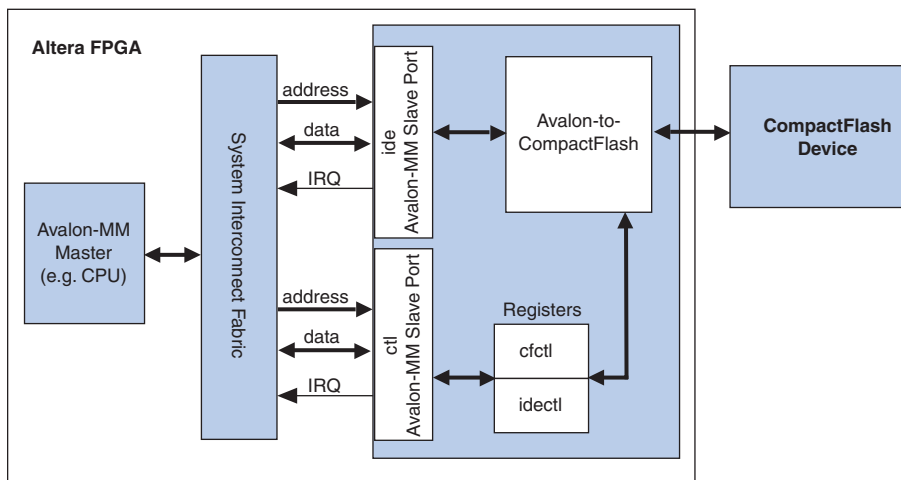 Altera FPGA
Avalon-MM
Master
(e.g. CPU)
System Interconnect Fabric
address
data
IRQ
address
data
IRQ
ide
Avalon-MM Slave Port
ctl
Avalon-MM Slave Port
Avalon-to-
CompactFlash
Registers
cfctl
idectl
CompactFlash
Device